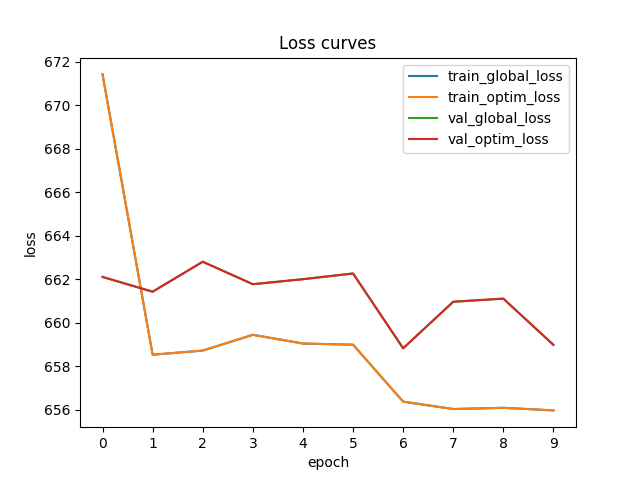 Loss curves
train_global_loss
train_optim_loss
val_global_loss
val_optim_loss
672
670
668
666
664
662
660
658
656
loss
0 1 2 3 4 5 6 7 8 9
epoch